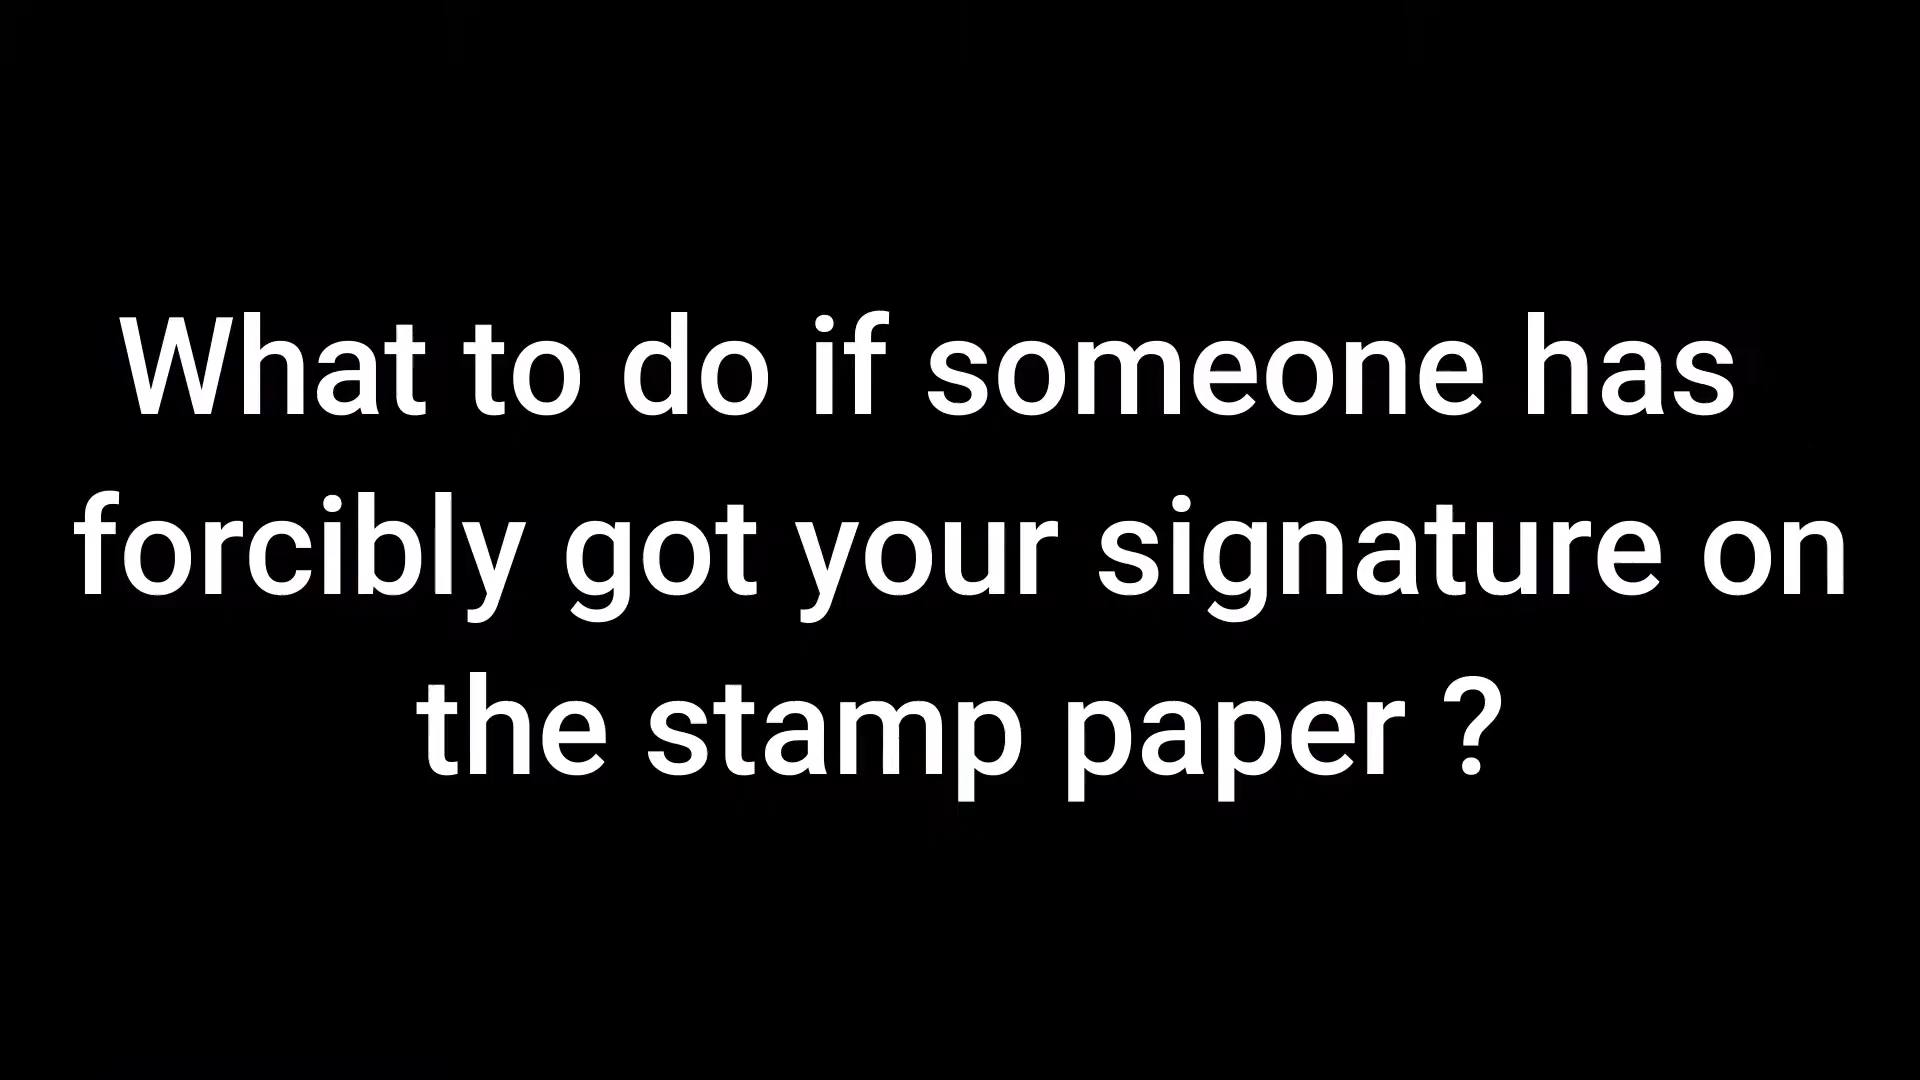 What to do if someone has
forcibly got your signature on
the stamp paper ?